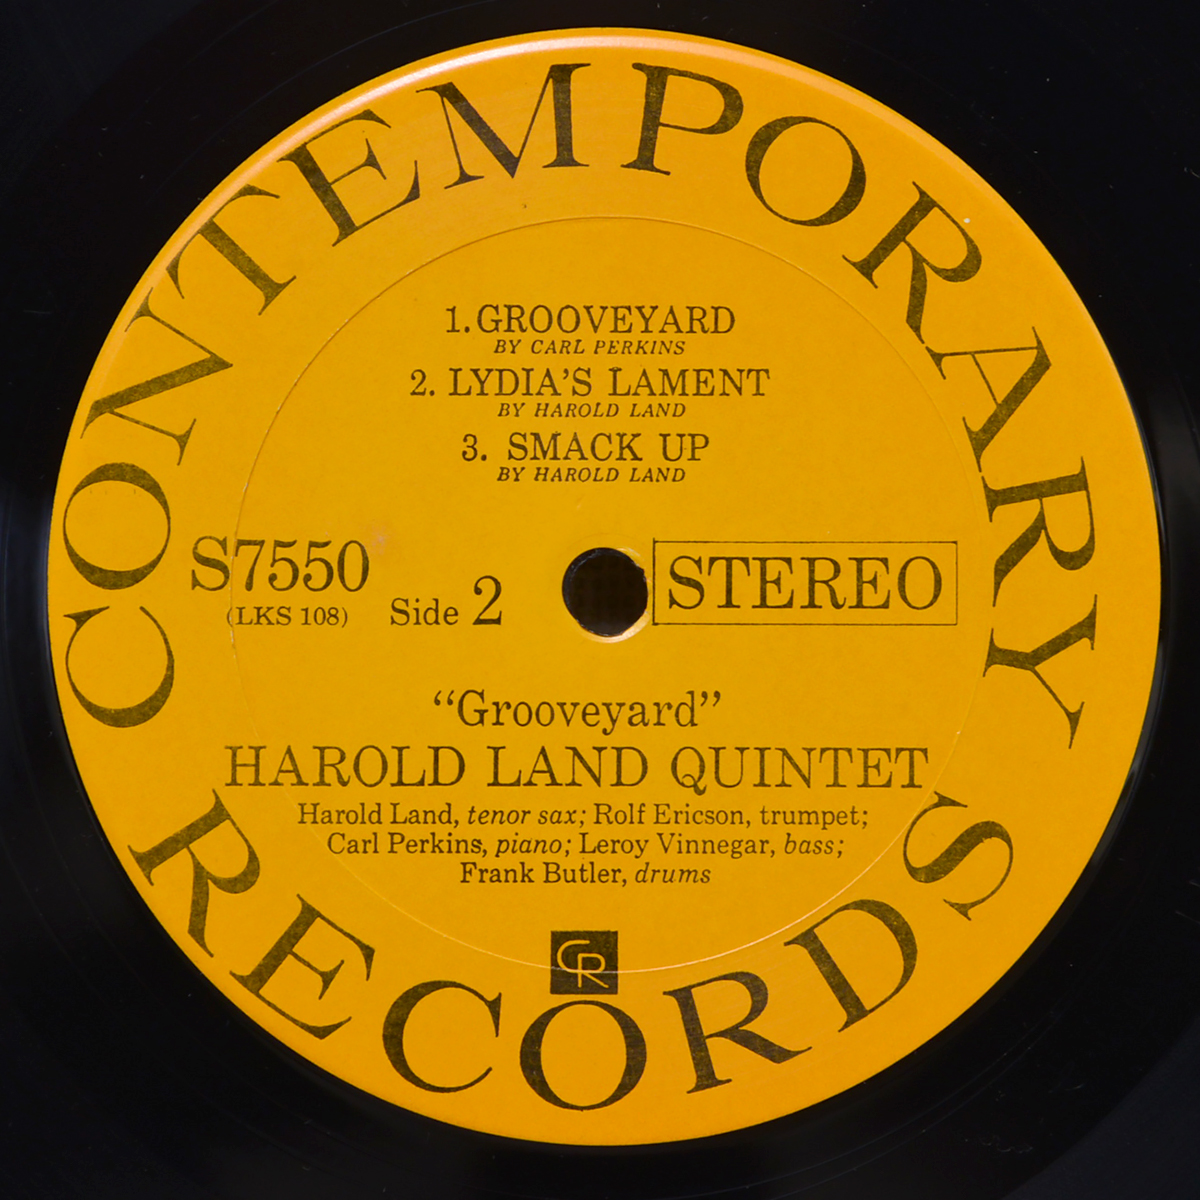 CONTEMPORARY
1. GROOVEYARD
BY CARL PERKINS
2. LYDIA'S LAMENT
BY HAROLD LAND
3. SMACK UP
BY HAROLD LAND
S7550
(LKS 108)
Side 2
STEREO
“Grooveyard”
HAROLD LAND QUINTET
Harold Land, tenor sax; Rolf Ericson, trumpet;
Carl Perkins, piano; Leroy Vinnegar, bass;
Frank Butler, drums
CR
RECORDS